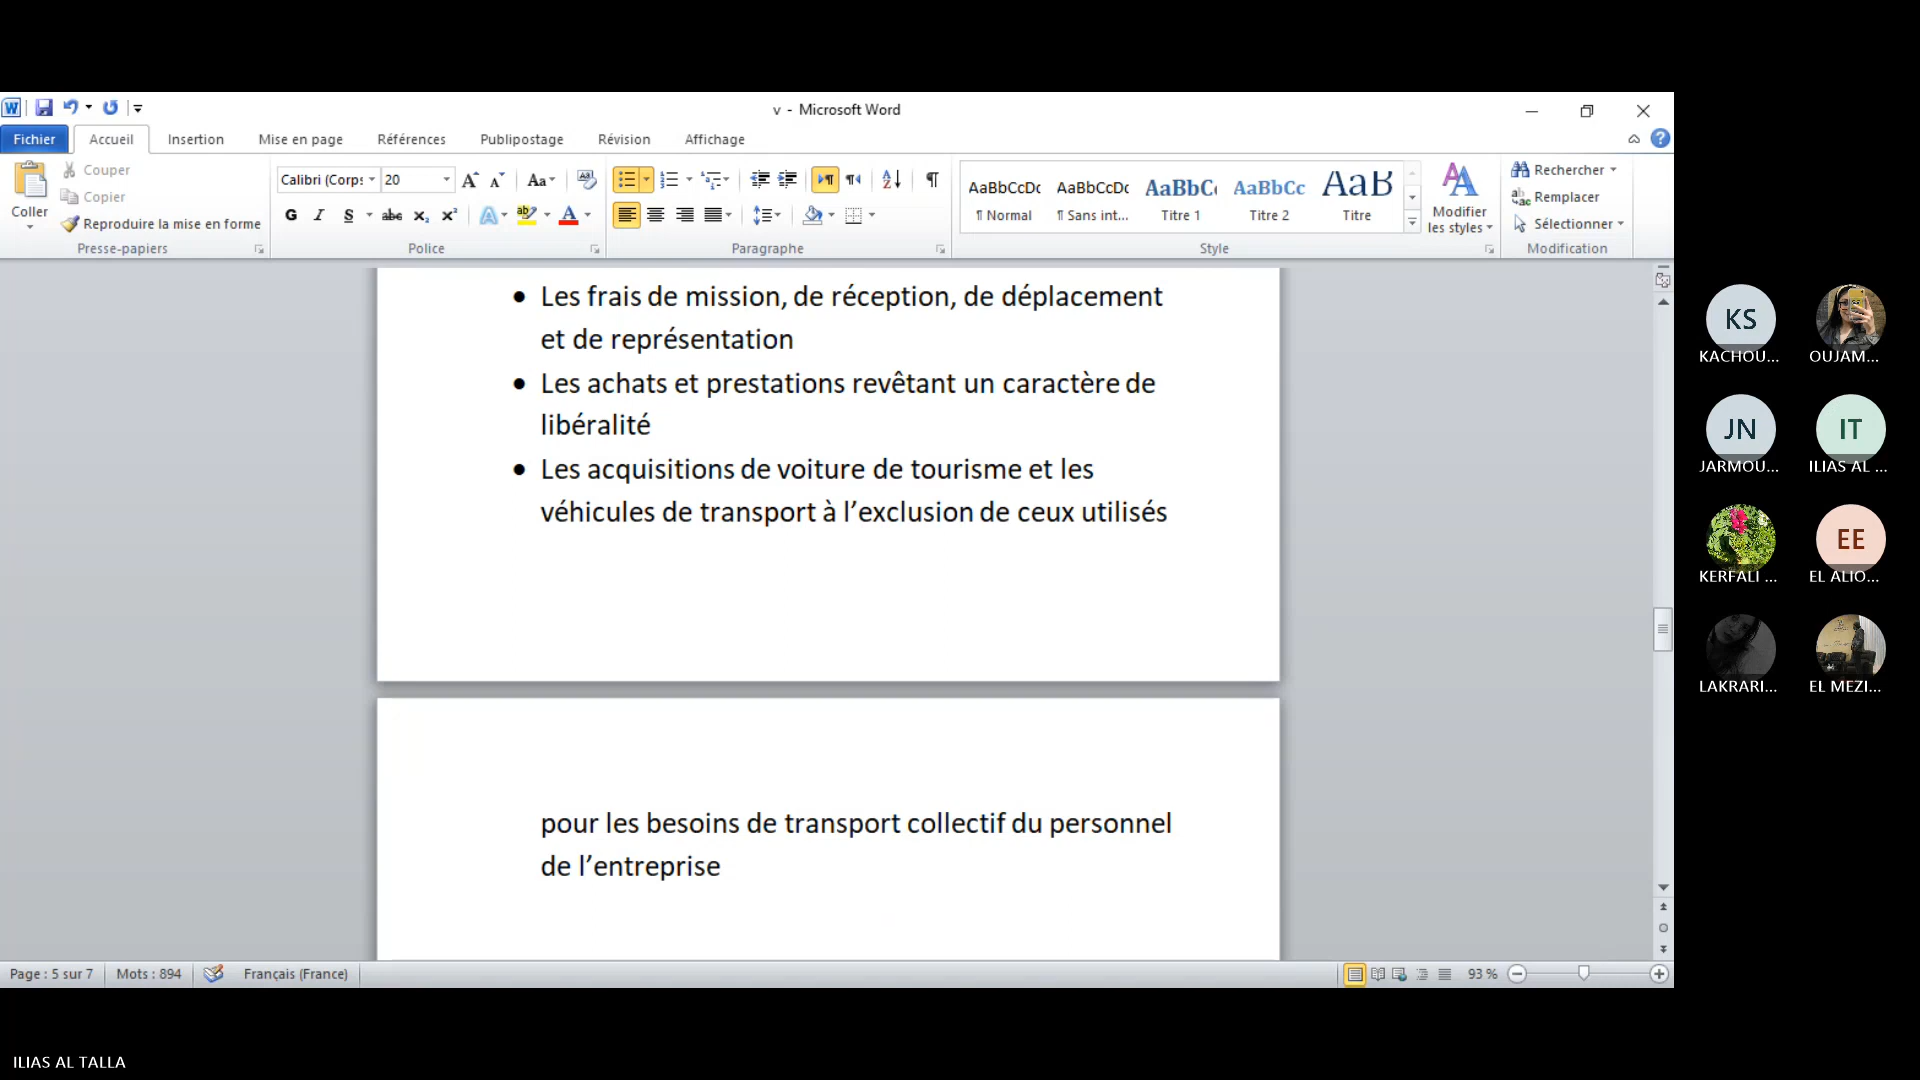 v - Microsoft Word
Fichier Accueil Insertion Mise en page Références Publipostage Révision Affichage
Coller
Couper
Copier
Reproduire la mise en forme
Presse-papiers
Calibri (Corps 20
G I S abc x₂ x²
Police
Paragraphe
AaBbCcDc AaBbCcDc AaBbC AaBbCc AaB
¶ Normal ¶ Sans int... Titre 1 Titre 2 Titre
Style
Modifier
les styles
Rechercher
Remplacer
Sélectionner
Modification
• Les frais de mission, de réception, de déplacement
et de représentation
• Les achats et prestations revêtant un caractère de
libéralité
• Les acquisitions de voiture de tourisme et les
véhicules de transport à l’exclusion de ceux utilisés
pour les besoins de transport collectif du personnel
de l’entreprise
Page : 5 sur 7 Mots : 894 Français (France) 93 %
KS
KACHOU...
OUJAM...
JN
JARMOU...
IT
ILIAS AL ...
KERFALI ...
EE
EL ALIO...
LAKRARI...
EL MEZI...
ILIAS AL TALLA